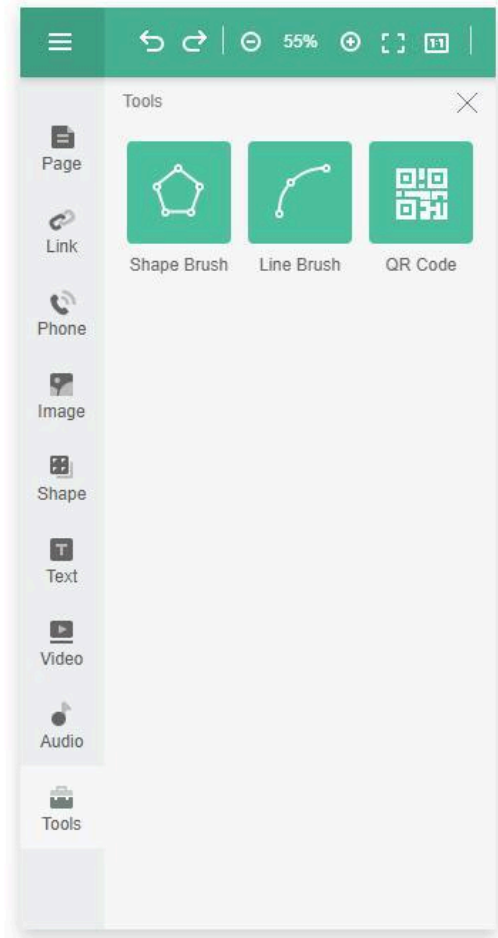 55%
1:1
Tools
Shape Brush
Line Brush
QR Code
Page
Link
Phone
Image
Shape
T
Text
Video
Audio
Tools